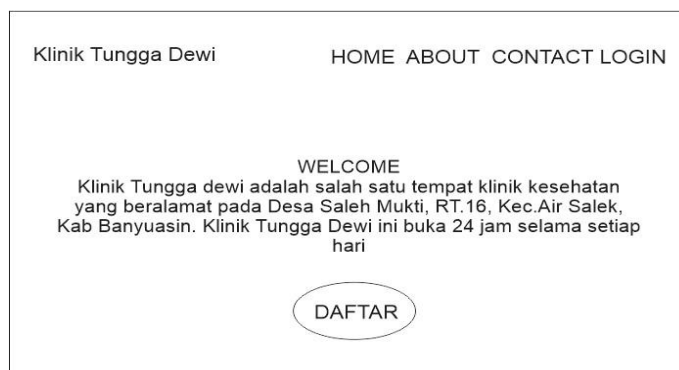 Klinik Tungga Dewi
HOME ABOUT CONTACT LOGIN
WELCOME
Klinik Tungga dewi adalah salah satu tempat klinik kesehatan
yang beralamat pada Desa Saleh Mukti, RT.16, Kec.Air Salek,
Kab Banyuasin. Klinik Tungga Dewi ini buka 24 jam selama setiap
hari
DAFTAR